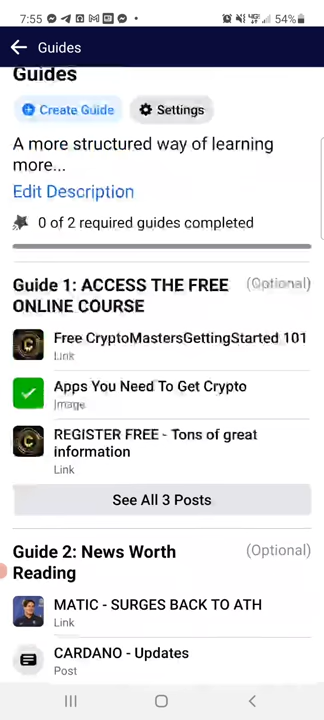 7:55
54%
Guides
Guides
Create Guide
Settings
A more structured way of learning
more...
Edit Description
0 of 2 required guides completed
Guide 1: ACCESS THE FREE
ONLINE COURSE
(Optional)
Free CryptoMastersGettingStarted 101
Link
Apps You Need To Get Crypto
Image
REGISTER FREE - Tons of great
information
Link
See All 3 Posts
Guide 2: News Worth
Reading
(Optional)
MATIC - SURGES BACK TO ATH
Link
CARDANO - Updates
Post